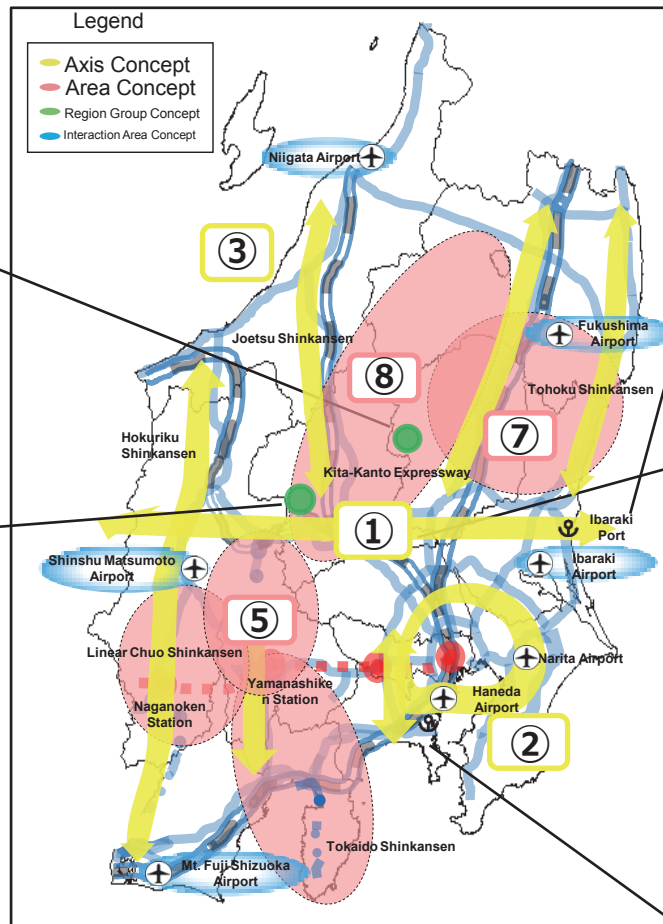 Legend
Axis Concept
Area Concept
Region Group Concept
Interaction Area Concept
Niigata Airport
③
Joetsu Shinkansen
Fukushima
Airport
⑧
Tohoku Shinkansen
Hokuriku
Shinkansen
⑦
Kita-Kanto Expressway
①
Ibaraki
Port
Shinshu Matsumoto
Airport
Ibaraki
Airport
⑤
Linear Chuo Shinkansen
Narita Airport
Yamanashike
n Station
Naganoken
Station
Haneda
Airport
②
Tokaido Shinkansen
Mt. Fuji Shizuoka
Airport